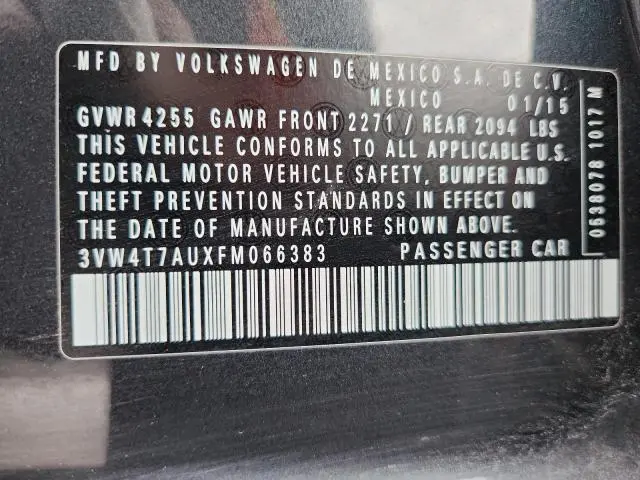 MFD BY VOLKSWAGEN DE MEXICO S.A. DE C.V.
MEXICO 01/15
GVWR 4255 GAWR FRONT 2271 / REAR 2094 LBS
THIS VEHICLE CONFORMS TO ALL APPLICABLE U.S.
FEDERAL MOTOR VEHICLE SAFETY, BUMPER AND
THEFT PREVENTION STANDARDS IN EFFECT ON
THE DATE OF MANUFACTURE SHOWN ABOVE.
3VW4T7AUXFM066383 PASSENGER CAR
0638078 1017 M